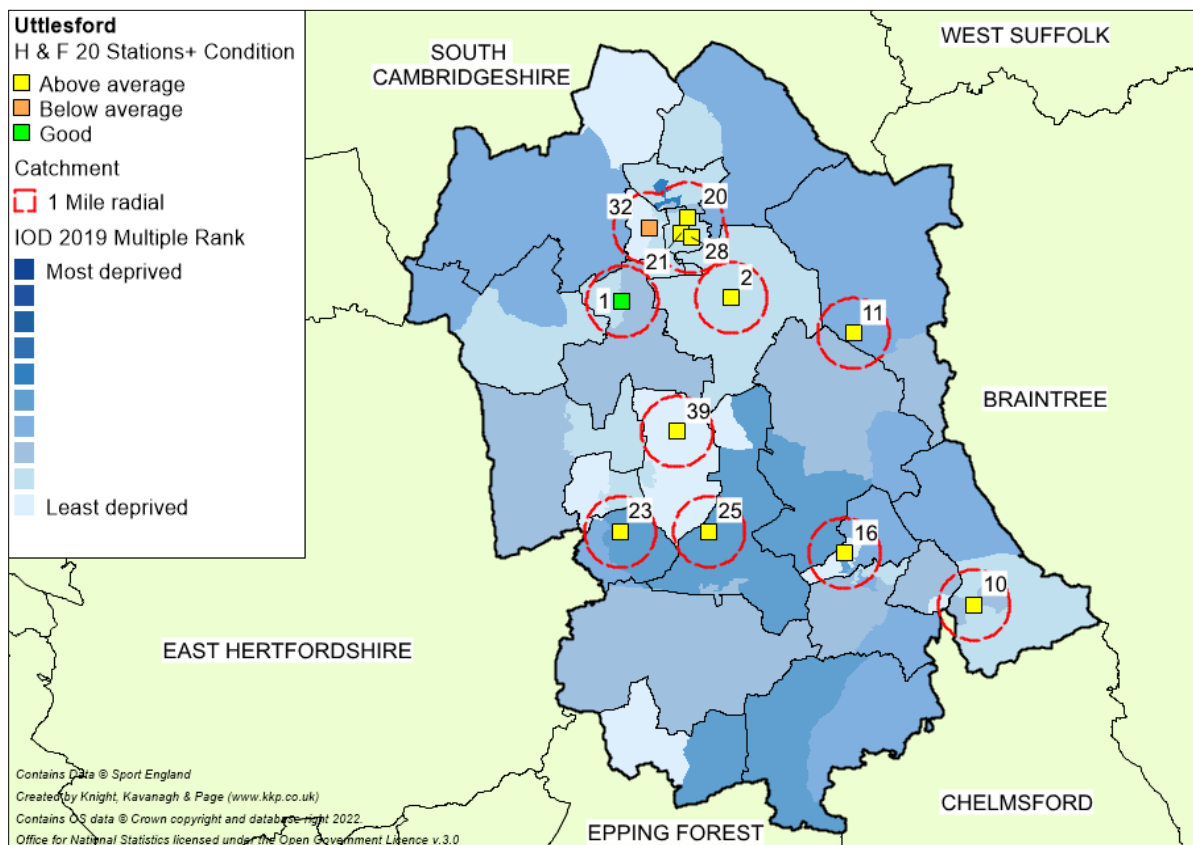 Uttlesford
H & F 20 Stations+ Condition
Above average
Below average
Good
Catchment
1 Mile radial
IOD 2019 Multiple Rank
Most deprived
Least deprived
WEST SUFFOLK
SOUTH
CAMBRIDGESHIRE
20
32
28
21
2
1
11
BRAINTREE
39
23
25
16
10
EAST HERTFORDSHIRE
CHELMSFORD
EPPING FOREST
Contains Data © Sport England
Created by Knight, Kavanagh & Page (www.kkp.co.uk)
Contains OS data © Crown copyright and database right 2022.
Office for National Statistics licensed under the Open Government Licence v.3.0